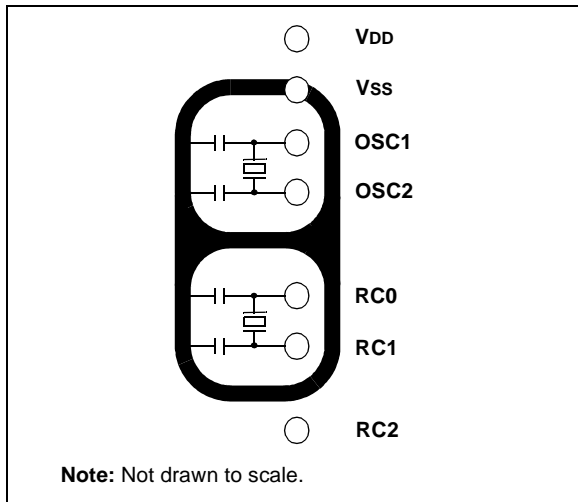 VDD
VSS
OSC1
OSC2
RC0
RC1
RC2
Note: Not drawn to scale.